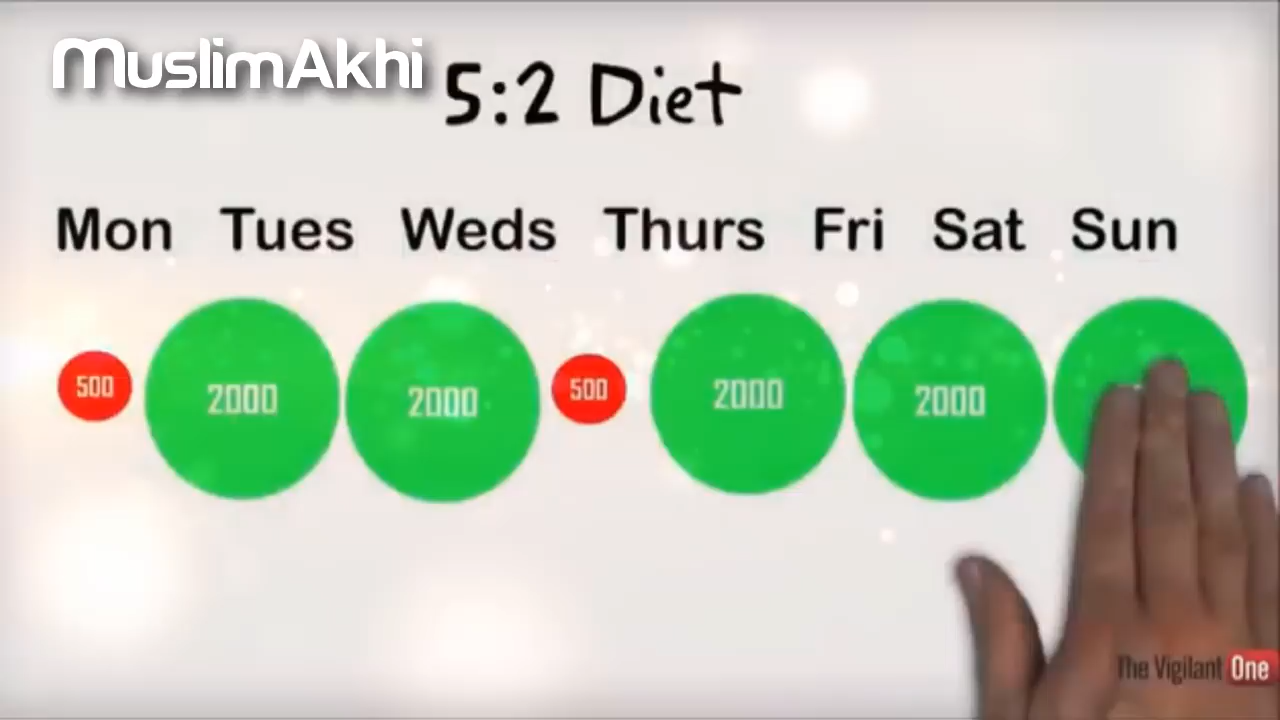 MuslimAkhi
5:2 Diet
Mon Tues Weds Thurs Fri Sat Sun
500 2000 2000 500 2000 2000
The Vigilant One